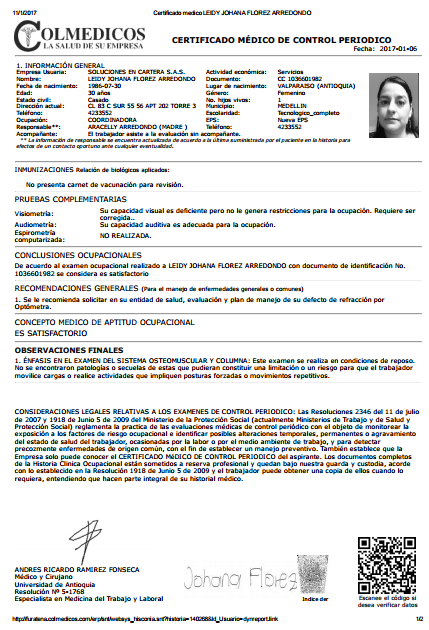 11/1/2017 Certificado medico LEIDY JOHANA FLOREZ ARREDONDO
COLMEDICOS
LA SALUD DE SU EMPRESA
CERTIFICADO MÉDICO DE CONTROL PERIODICO
Fecha: 2017-01-06
1. INFORMACIÓN GENERAL
Empresa Usuaria: SOLUCIONES EN CARTERA S.A.S. Actividad económica: Servicios
Nombre: LEIDY JOHANA FLOREZ ARREDONDO Documento: CC 1036601982
Fecha de nacimiento: 1986-07-30 Lugar de nacimiento: VALPARAISO (ANTIOQUIA)
Edad: 30 años Género: Femenino
Estado civil: Casado No. hijos vivos: 1
Dirección actual: CL 83 C SUR 55 56 APT 202 TORRE 3 Municipio: MEDELLIN
Teléfono: 4233552 Escolaridad: Tecnologico_completo
Ocupación: COORDINADORA EPS: Nueva EPS
Responsable**: ARACELLY ARREDONDO (MADRE ) Teléfono: 4233552
Acompañante: El trabajador asiste a la evaluación sin acompañante.
** La información de responsable se encuentra actualizada de acuerdo a la última suministrada por el paciente en la historia para
efectos de un contacto oportuno ante cualquier eventualidad.
INMUNIZACIONES Relación de biológicos aplicados:
No presenta carnet de vacunación para revisión.
PRUEBAS COMPLEMENTARIAS
Visiometría: Su capacidad visual es deficiente pero no le genera restricciones para la ocupación. Requiere ser
corregida..
Audiometría: Su capacidad auditiva es adecuada para la ocupación.
Espirometría
computarizada: NO REALIZADA.
CONCLUSIONES OCUPACIONALES
De acuerdo al examen ocupacional realizado a LEIDY JOHANA FLOREZ ARREDONDO con documento de identificación No.
1036601982 se considera es satisfactorio
RECOMENDACIONES GENERALES (Para el manejo de enfermedades generales o comunes)
1. Se le recomienda solicitar en su entidad de salud, evaluación y plan de manejo de su defecto de refracción por
Optómetra.
CONCEPTO MEDICO DE APTITUD OCUPACIONAL
ES SATISFACTORIO
OBSERVACIONES FINALES
1. ÉNFASIS EN EL EXAMEN DEL SISTEMA OSTEOMUSCULAR Y COLUMNA: Este examen se realiza en condiciones de reposo.
No se encontraron patologías o secuelas de estas que pudieran constituir una limitación o un riesgo para que el trabajador
movilice cargas o realice actividades que impliquen posturas forzadas o movimientos repetitivos.
CONSIDERACIONES LEGALES RELATIVAS A LOS EXAMENES DE CONTROL PERIODICO: Las Resoluciones 2346 del 11 de julio
de 2007 y 1918 de Junio 5 de 2009 del Ministerio de la Protección Social (actualmente Ministerios de Trabajo y de Salud y
Protección Social) reglamenta la practica de las evaluaciones médicas de control periódico con el objeto de monitorear la
exposición a los factores de riesgo ocupacional e identificar posibles alteraciones temporales, permanentes o agravamiento
del estado de salud del trabajador, ocasionadas por la labor o por el medio ambiente de trabajo, y para detectar
precozmente enfermedades de origen común, con el fin de establecer un manejo preventivo. También establece que la
Empresa solo puede conocer el CERTIFICADO MéDICO DE CONTROL PERIODICO del aspirante. Los documentos completos
de la Historia Clínica Ocupacional están sometidos a reserva profesional y quedan bajo nuestra guarda y custodia, acorde
con lo establecido en la Resolución 1918 de Junio 5 de 2009 y el trabajador puede obtener una copia de ellos cuando lo
requiera, entendiendo que hacen parte integral de su historial médico.
ANDRES RICARDO RAMIREZ FONSECA
Médico y Cirujano
Universidad de Antioquia
Resolución Nº 5-1768
Especialista en Medicina del Trabajo y Laboral
Johana Florez
Indice der
Escanee el código si
desea verificar datos
http://furatena.colmedicos.com/erp/snt/websys_hisconia.snt?historia=140268&Id_Usuario=dymreport.link 1/2